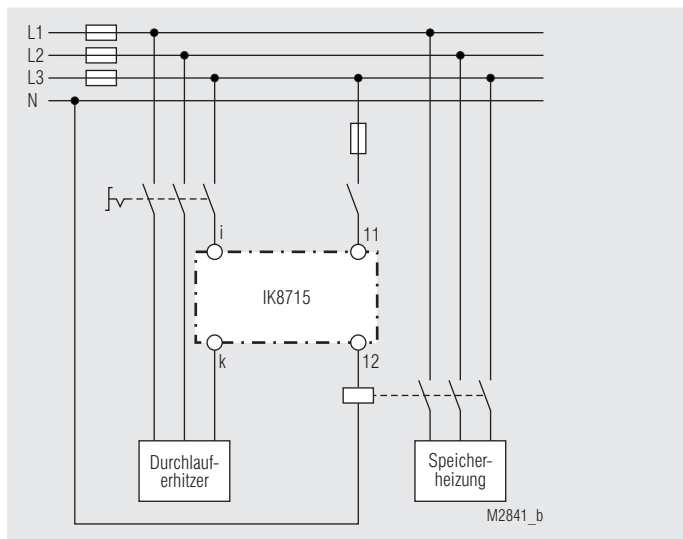 L1
L2
L3
N
i
11
IK8715
k
12
Durchlauf-
erhitzer
Speicher-
heizung
M2841_b